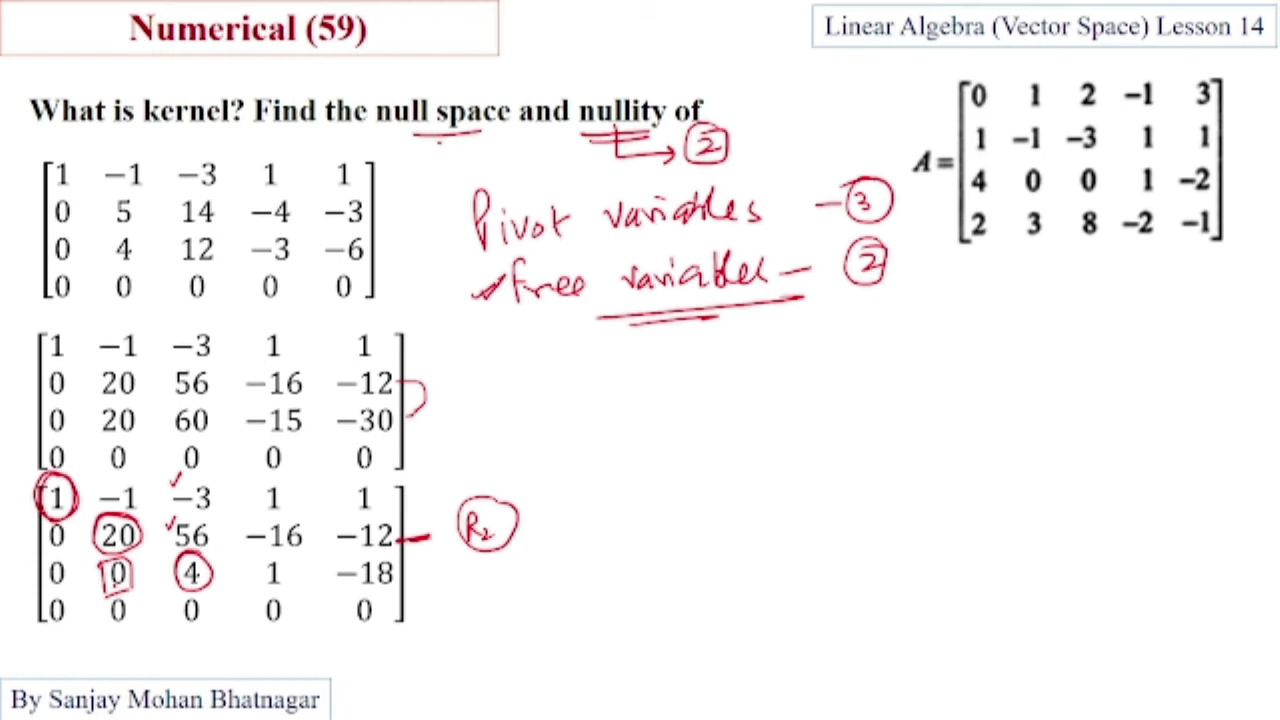 Numerical (59)
Linear Algebra (Vector Space) Lesson 14
What is kernel? Find the null space and nullity of
2
A =
0 1 2 −1 3
1 −1 −3 1 1
4 0 0 1 −2
2 3 8 −2 −1
1 −1 −3 1 1
0 5 14 −4 −3
0 4 12 −3 −6
0 0 0 0 0
Pivot variables − 3
free variables − 2
1 −1 −3 1 1
0 20 56 −16 −12
0 20 60 −15 −30
0 0 0 0 0
1 −1 −3 1 1
0 20 56 −16 −12
R2
0 0 4 1 −18
0 0 0 0 0
By Sanjay Mohan Bhatnagar